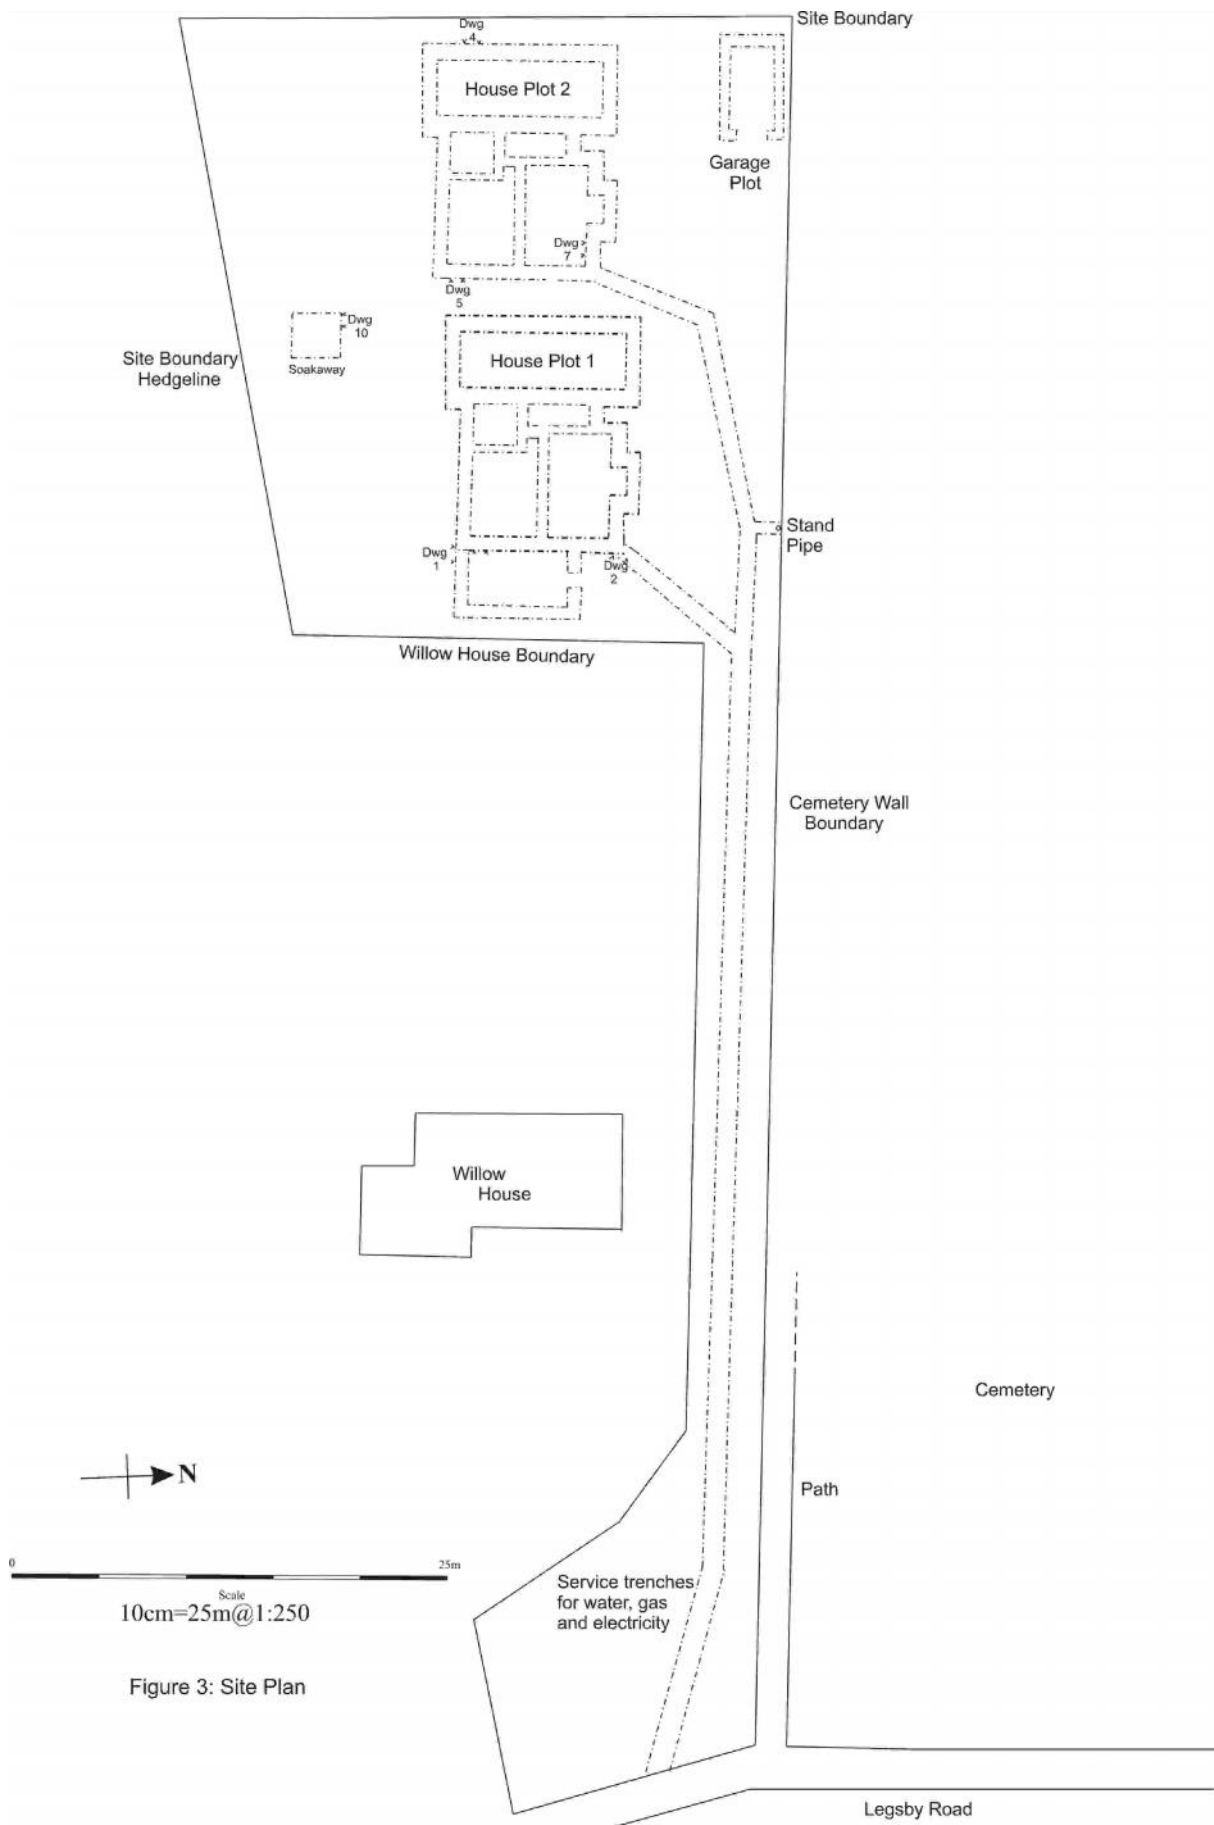 Site Boundary
Dwg
4
House Plot 2
Garage
Plot
Dwg
7
Dwg
5
Dwg
10
Soakaway
Site Boundary
Hedgeline
House Plot 1
Stand
Pipe
Dwg
1
Dwg
2
Willow House Boundary
Cemetery Wall
Boundary
Willow
House
Cemetery
N
Path
0
25m
Scale
10cm=25m@1:250
Service trenches
for water, gas
and electricity
Figure 3: Site Plan
Legsby Road